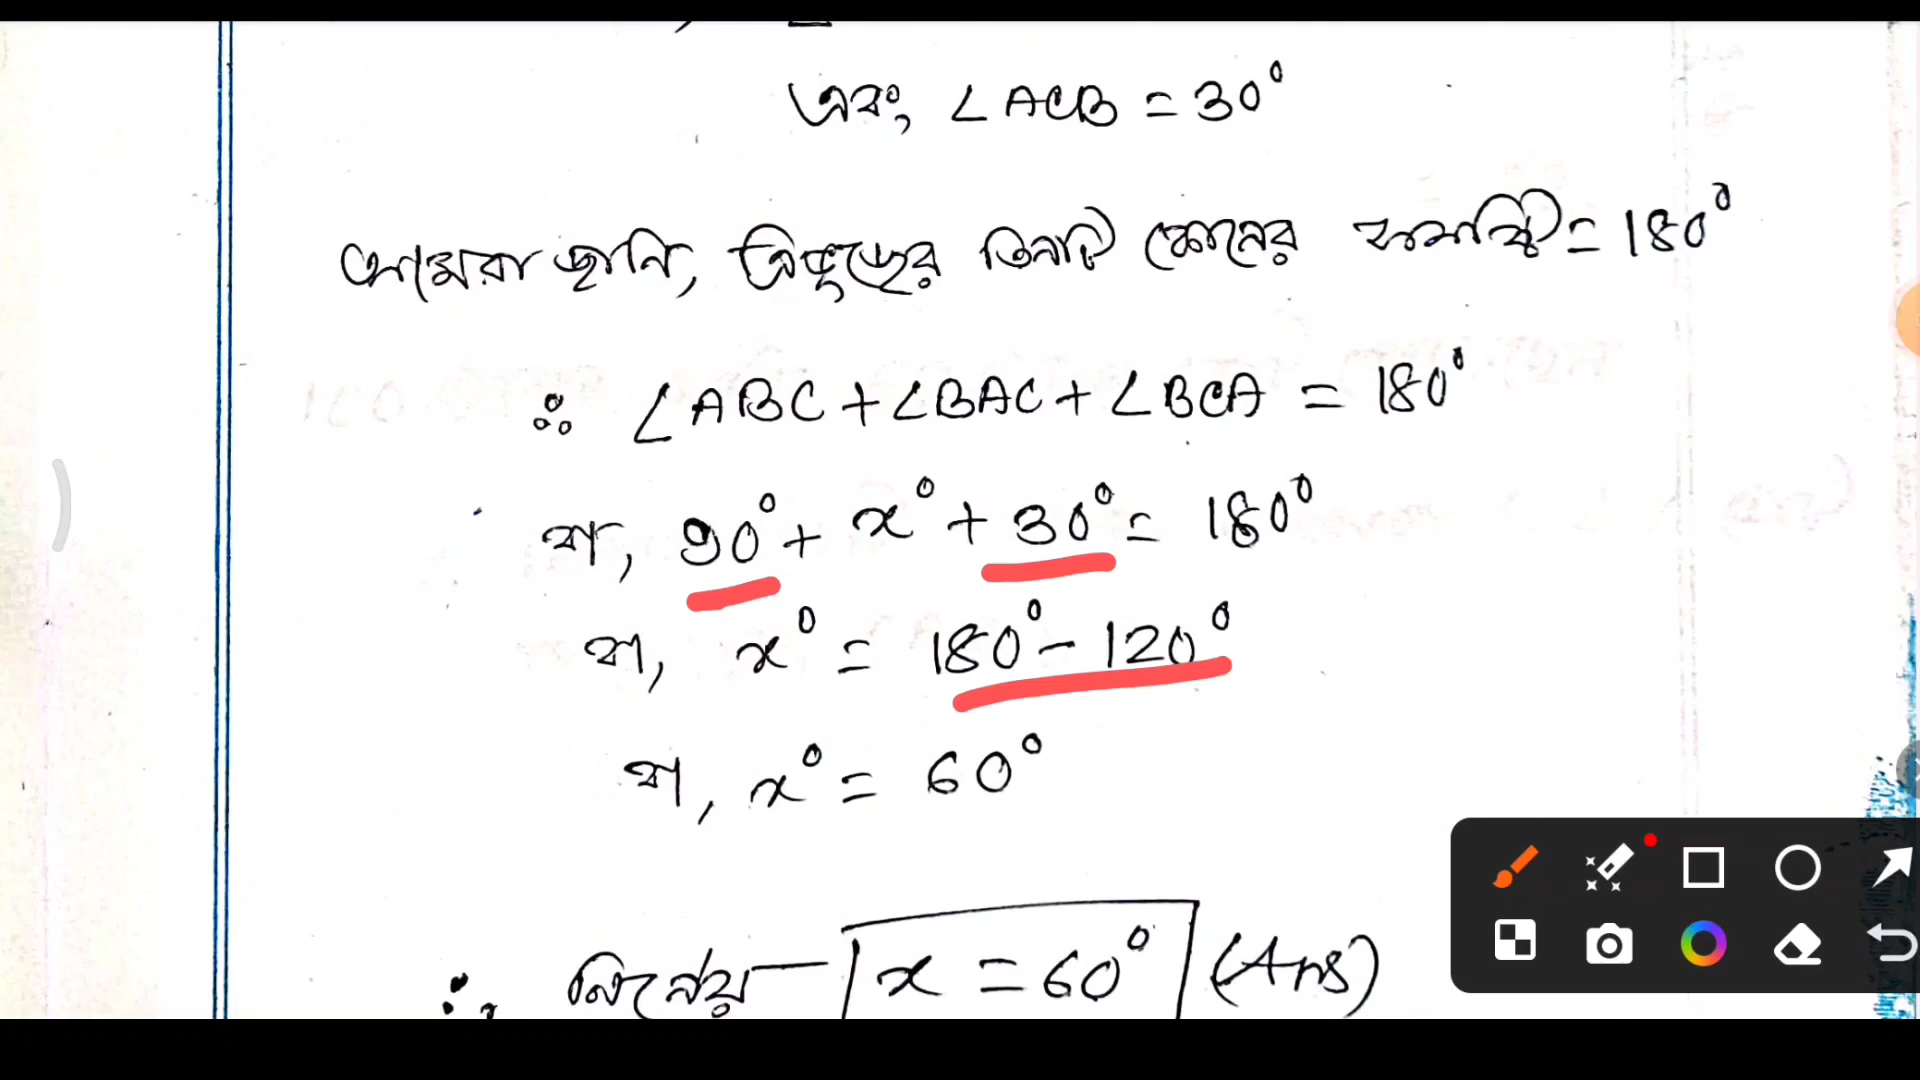 এবং, ∠ACB = 30°
আমরা জানি, ত্রিভুজের তিনটি কোনের সমষ্টি = 180°
∴ ∠ABC + ∠BAC + ∠BCA = 180°
বা, 90° + x° + 30° = 180°
বা, x° = 180° - 120°
বা, x° = 60°
∴ নির্নেয় x = 60° (Ans)